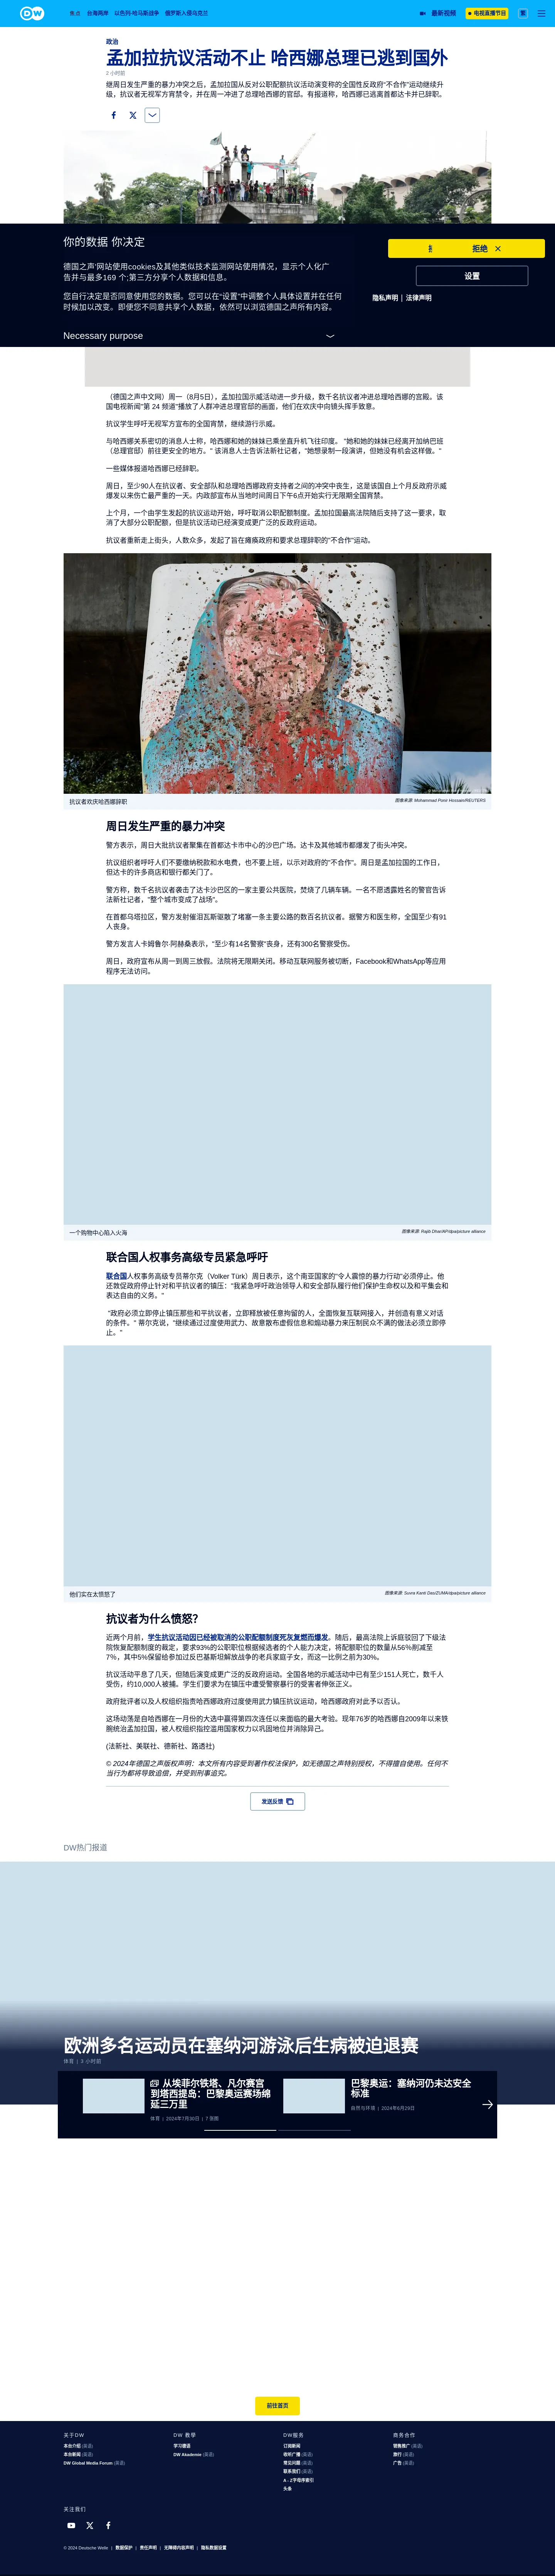 DW
焦点 台海两岸 以色列-哈马斯战争 俄罗斯入侵乌克兰
最新视频
电视直播节目
繁
政治
孟加拉抗议活动不止 哈西娜总理已逃到国外
2 小时前
继周日发生严重的暴力冲突之后，孟加拉国从反对公职配额抗议活动演变称的全国性反政府“不合作”运动继续升
级，抗议者无视军方宵禁令，并在周一冲进了总理哈西娜的官邸。有报道称，哈西娜已逃离首都达卡并已辞职。
你的数据 你决定
德国之声'网站使用cookies及其他类似技术监测网站使用情况，显示个人化广
告并与最多169 个;第三方分享个人数据和信息。
您自行决定是否同意使用您的数据。您可以在“设置”中调整个人具体设置并在任何
时候加以改变。即便您不同意共享个人数据，依然可以浏览德国之声所有内容。
Necessary purpose
拒绝
设置
隐私声明 | 法律声明
（德国之声中文网）周一（8月5日)，孟加拉国示威活动进一步升级，数千名抗议者冲进总理哈西娜的宫殿。该
国电视新闻“第 24 频道”播放了人群冲进总理官邸的画面，他们在欢庆中向镜头挥手致意。
抗议学生呼吁无视军方宣布的全国宵禁，继续游行示威。
与哈西娜关系密切的消息人士称，哈西娜和她的妹妹已乘坐直升机飞往印度。 "她和她的妹妹已经离开加纳巴班
（总理官邸）前往更安全的地方。" 该消息人士告诉法新社记者，"她想录制一段演讲，但她没有机会这样做。"
一些媒体报道哈西娜已经辞职。
周日，至少90人在抗议者、安全部队和总理哈西娜政府支持者之间的冲突中丧生，这是该国自上个月反政府示威
爆发以来伤亡最严重的一天。内政部宣布从当地时间周日下午6点开始实行无限期全国宵禁。
上个月，一个由学生发起的抗议运动开始，呼吁取消公职配额制度。孟加拉国最高法院随后支持了这一要求，取
消了大部分公职配额，但是抗议活动已经演变成更广泛的反政府运动。
抗议者重新走上街头，人数众多，发起了旨在瘫痪政府和要求总理辞职的"不合作"运动。
抗议者欢庆哈西娜辞职
图像来源: Mohammad Ponir Hossain/REUTERS
周日发生严重的暴力冲突
警方表示，周日大批抗议者聚集在首都达卡市中心的沙巴广场。达卡及其他城市都爆发了街头冲突。
抗议组织者呼吁人们不要缴纳税款和水电费，也不要上班，以示对政府的"不合作"。周日是孟加拉国的工作日，
但达卡的许多商店和银行都关门了。
警方称，数千名抗议者袭击了达卡沙巴区的一家主要公共医院，焚烧了几辆车辆。一名不愿透露姓名的警官告诉
法新社记者，"整个城市变成了战场"。
在首都乌塔拉区，警方发射催泪瓦斯驱散了堵塞一条主要公路的数百名抗议者。据警方和医生称，全国至少有91
人丧身。
警方发言人卡姆鲁尔·阿赫桑表示，"至少有14名警察"丧身，还有300名警察受伤。
周日，政府宣布从周一到周三放假。法院将无限期关闭。移动互联网服务被切断，Facebook和WhatsApp等应用
程序无法访问。
一个购物中心陷入火海
图像来源: Rajib Dhar/AP/dpa/picture alliance
联合国人权事务高级专员紧急呼吁
联合国人权事务高级专员蒂尔克（Volker Türk）周日表示，这个南亚国家的"令人震惊的暴力行动"必须停止。他
还敦促政府停止针对和平抗议者的镇压："我紧急呼吁政治领导人和安全部队履行他们保护生命权以及和平集会和
表达自由的义务。"
"政府必须立即停止镇压那些和平抗议者，立即释放被任意拘留的人，全面恢复互联网接入，并创造有意义对话
的条件。" 蒂尔克说，"继续通过过度使用武力、故意散布虚假信息和煽动暴力来压制民众不满的做法必须立即停
止。"
他们实在太愤怒了
图像来源: Suvra Kanti Das/ZUMA/dpa/picture alliance
抗议者为什么愤怒？
近两个月前，学生抗议活动因已经被取消的公职配额制度死灰复燃而爆发。随后，最高法院上诉庭驳回了下级法
院恢复配额制度的裁定，要求93%的公职职位根据候选者的个人能力决定，将配额职位的数量从56%削减至
7%，其中5%保留给参加过反巴基斯坦解放战争的老兵家庭子女，而这一比例之前为30%。
抗议活动平息了几天，但随后演变成更广泛的反政府运动。全国各地的示威活动中已有至少151人死亡，数千人
受伤，约10,000人被捕。学生们要求为在镇压中遭受警察暴行的受害者伸张正义。
政府批评者以及人权组织指责哈西娜政府过度使用武力镇压抗议运动，哈西娜政府对此予以否认。
这场动荡是自哈西娜在一月份的大选中赢得第四次连任以来面临的最大考验。现年76岁的哈西娜自2009年以来铁
腕统治孟加拉国，被人权组织指控滥用国家权力以巩固地位并消除异己。
(法新社、美联社、德新社、路透社)
© 2024年德国之声版权声明：本文所有内容受到著作权法保护，如无德国之声特别授权，不得擅自使用。任何不
当行为都将导致追偿，并受到刑事追究。
发送反馈
DW热门报道
欧洲多名运动员在塞纳河游泳后生病被迫退赛
体育 | 3 小时前
从埃菲尔铁塔、凡尔赛宫
到塔西提岛：巴黎奥运赛场绵
延三万里
体育 | 2024年7月30日 | 7 张图
巴黎奥运：塞纳河仍未达安全
标准
自然与环境 | 2024年6月29日
前往首页
关于DW
本台介绍 (英语)
本台新闻 (英语)
DW Global Media Forum (英语)
DW 教学
学习德语
DW Akademie (英语)
DW服务
订阅新闻
收听广播 (英语)
常见问题 (英语)
联系我们 (英语)
A - Z字母序索引
头条
商务合作
销售推广 (英语)
旅行 (英语)
广告 (英语)
关注我们
© 2024 Deutsche Welle | 数据保护 | 责任声明 | 无障碍内容声明 | 隐私数据设置